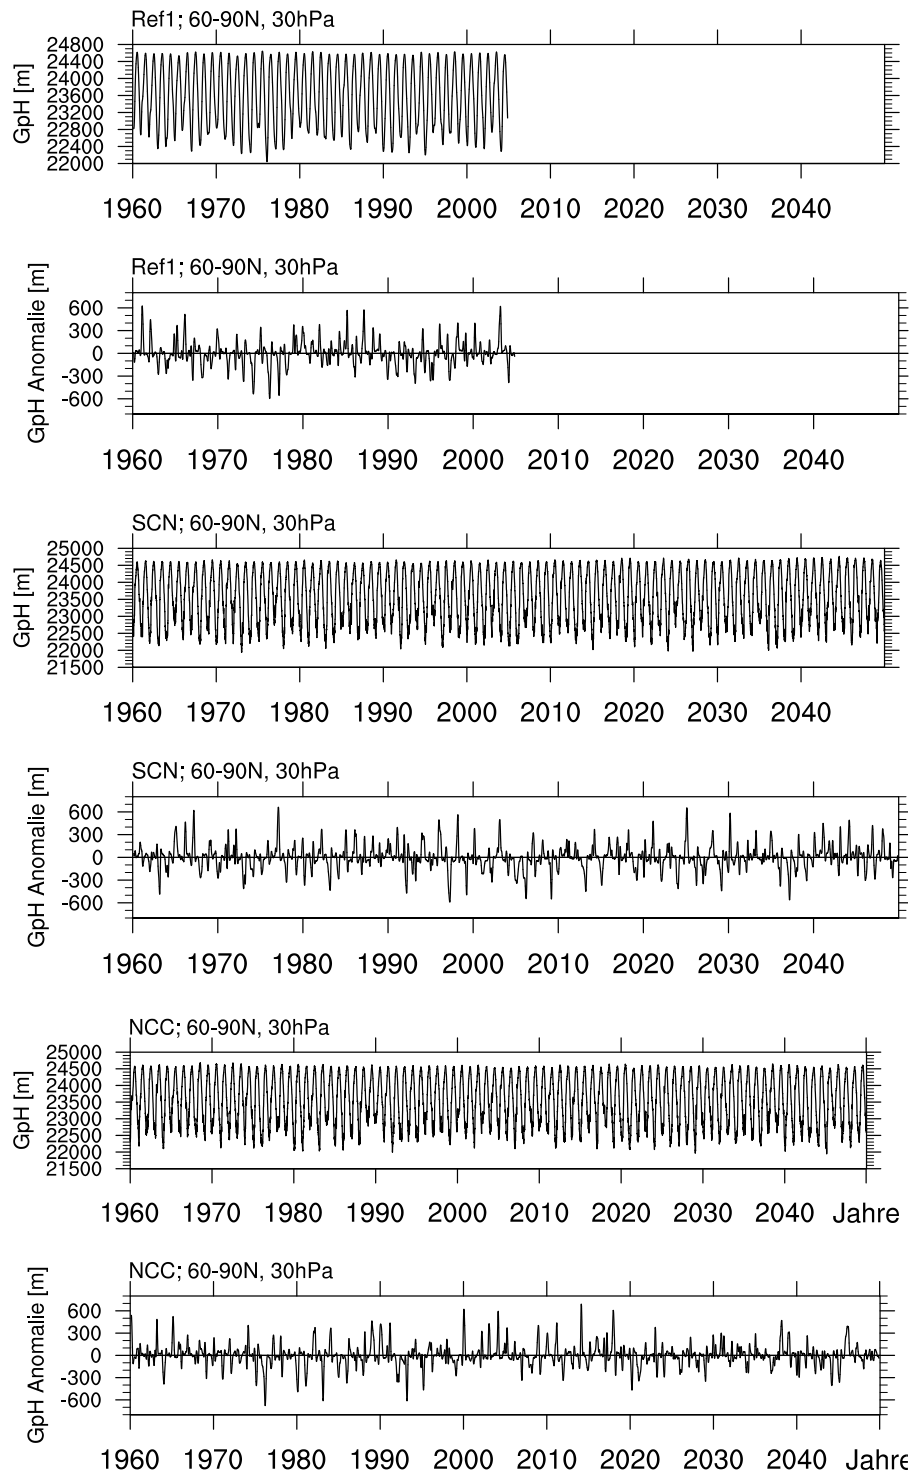 Ref1; 60-90N, 30hPa
GpH [m]
24800
24400
24000
23600
23200
22800
22400
22000
1960 1970 1980 1990 2000 2010 2020 2030 2040
Ref1; 60-90N, 30hPa
GpH Anomalie [m]
600
300
0
-300
-600
1960 1970 1980 1990 2000 2010 2020 2030 2040
SCN; 60-90N, 30hPa
GpH [m]
25000
24500
24000
23500
23000
22500
22000
21500
1960 1970 1980 1990 2000 2010 2020 2030 2040
SCN; 60-90N, 30hPa
GpH Anomalie [m]
600
300
0
-300
-600
1960 1970 1980 1990 2000 2010 2020 2030 2040
NCC; 60-90N, 30hPa
GpH [m]
25000
24500
24000
23500
23000
22500
22000
21500
1960 1970 1980 1990 2000 2010 2020 2030 2040 Jahre
NCC; 60-90N, 30hPa
GpH Anomalie [m]
600
300
0
-300
-600
1960 1970 1980 1990 2000 2010 2020 2030 2040 Jahre